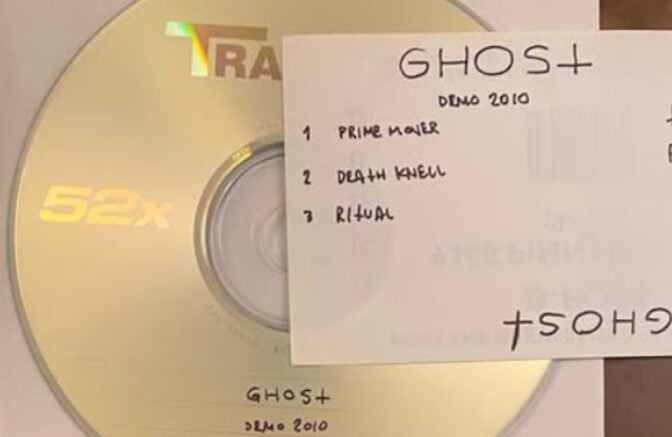 TRA
52x
GHOST
DEMO 2010
1 PRIME MOVER
2 DEATH KNELL
3 RITUAL
GHOST
GHOST
DEMO 2010